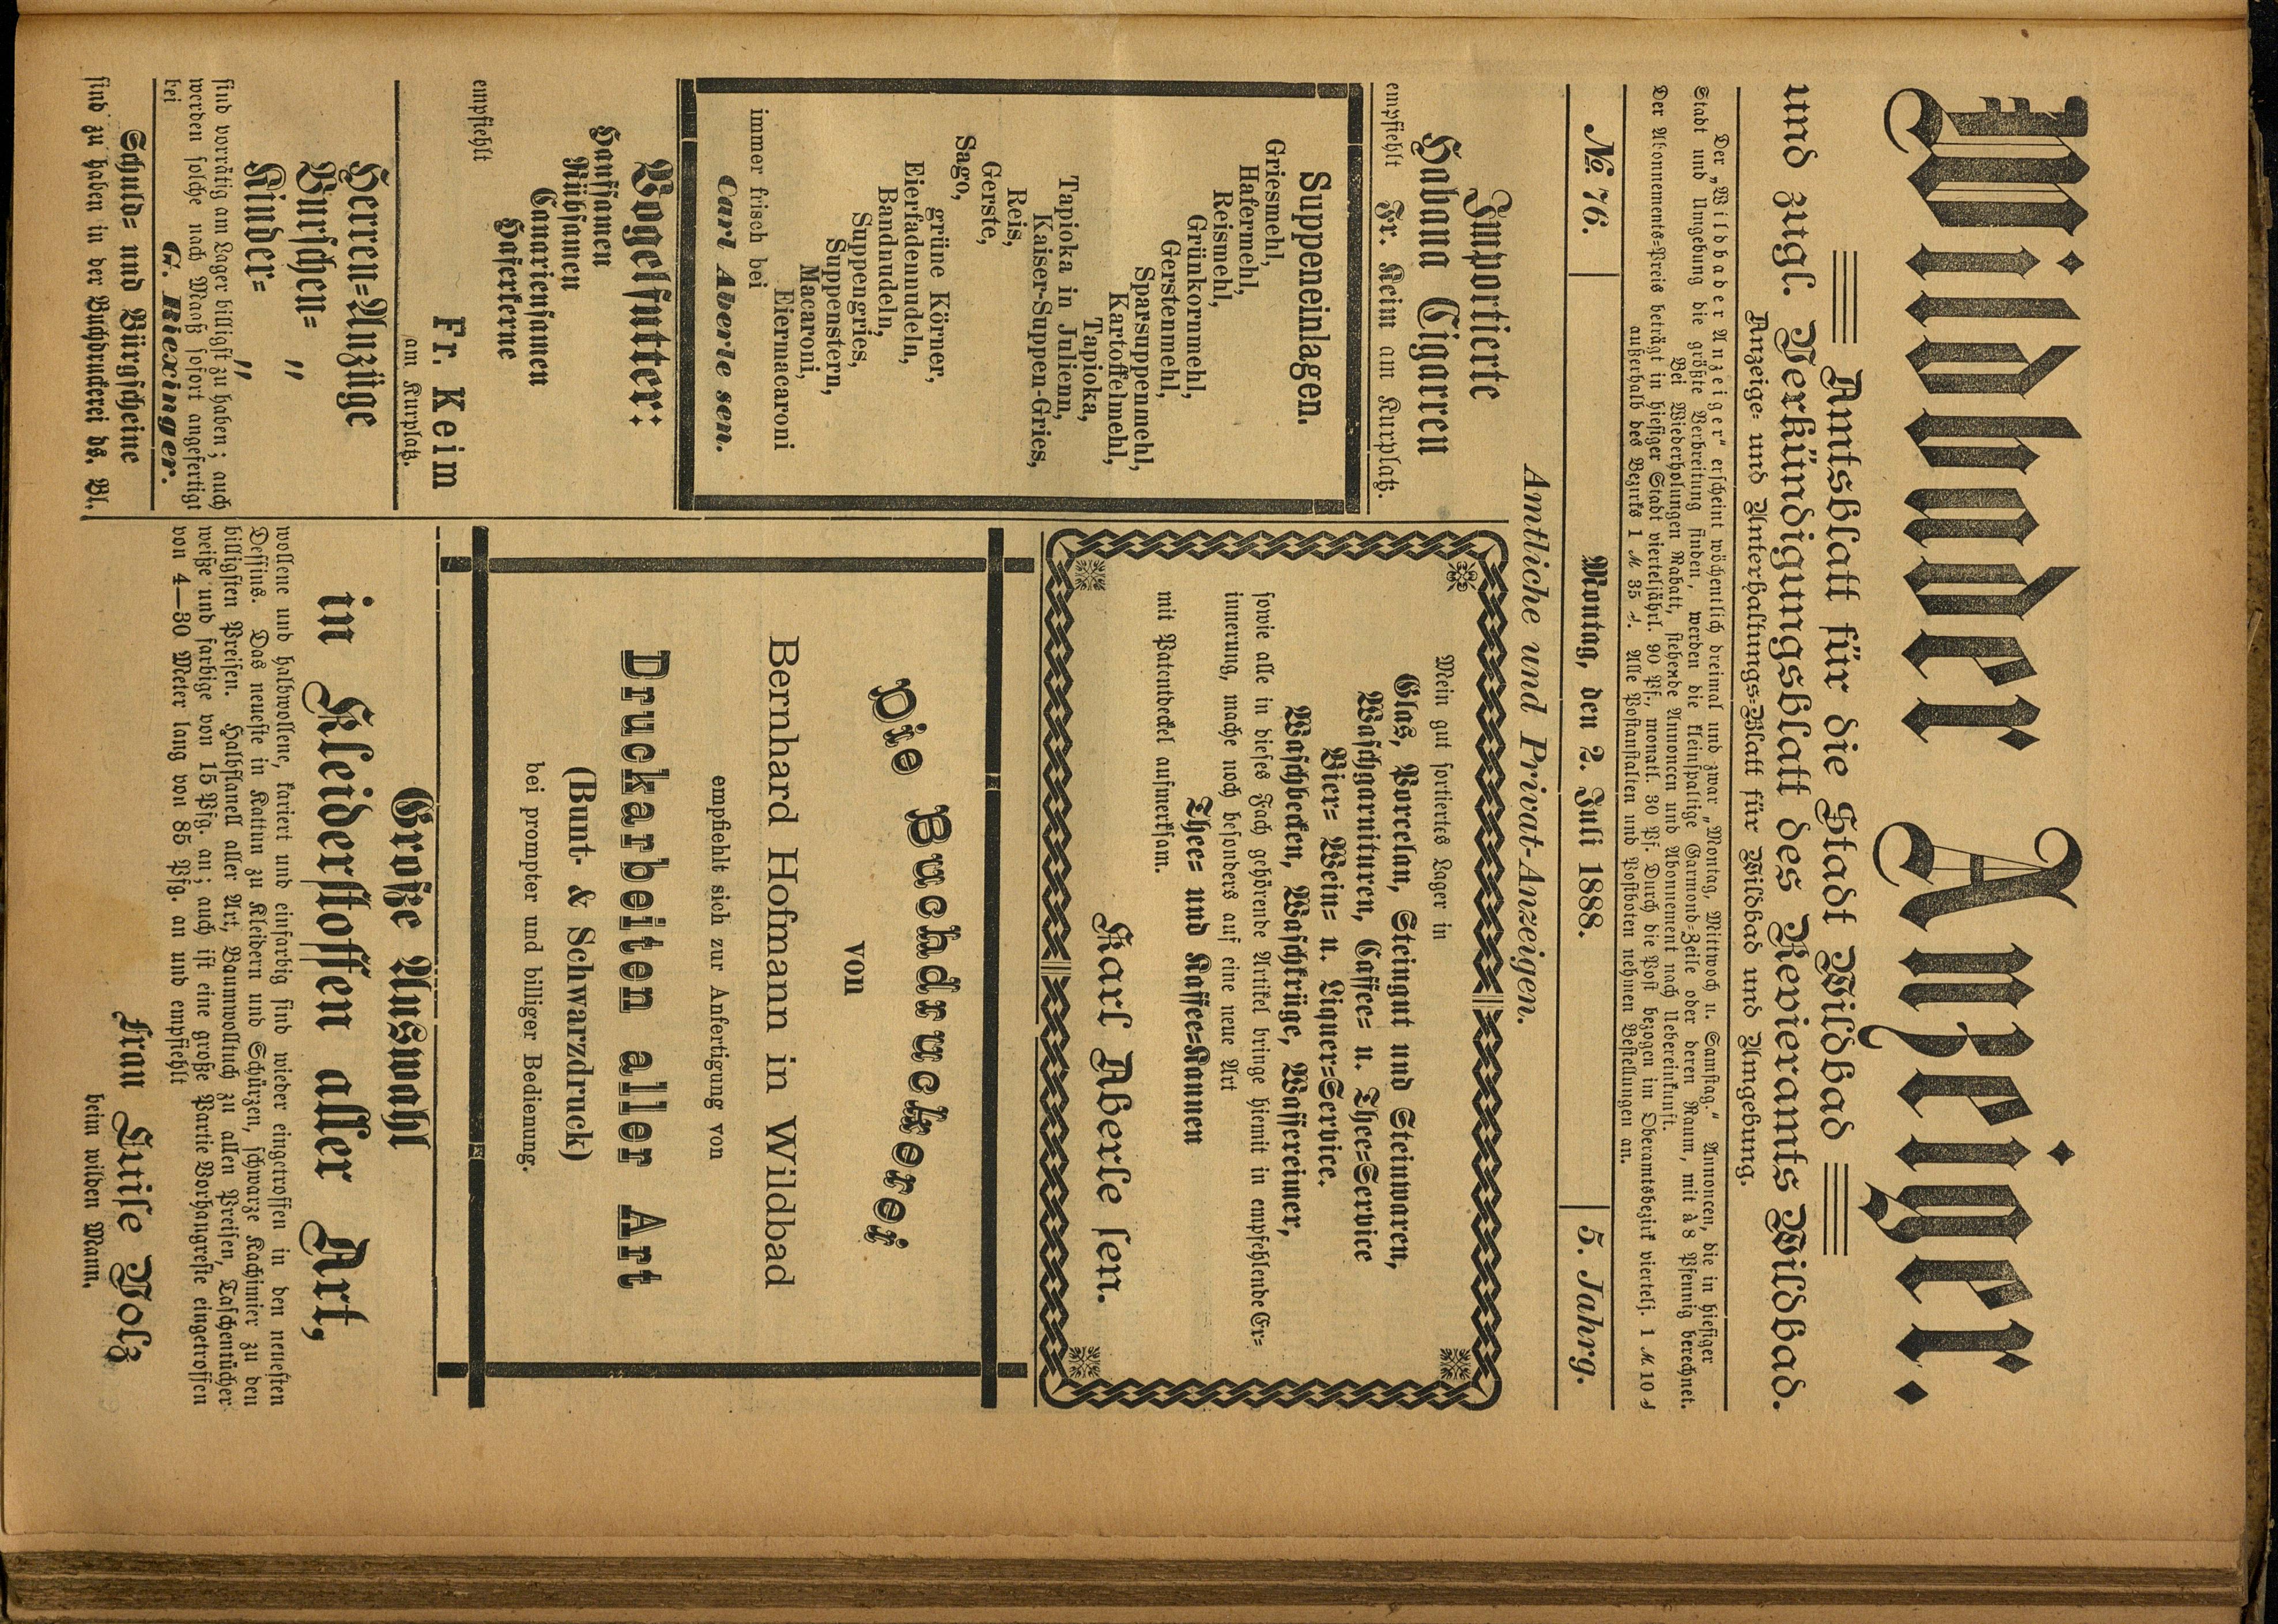 Wildbader Anzeiger.
Amtsblatt für die Stadt Wildbad
und zugl. Verkündigungsblatt des Revieramts Wildbad.
Anzeige- und Unterhaltungs-Blatt für Wildbad und Umgebung.
Der „Wildbader Anzeiger" erscheint wöchentlich dreimal und zwar „Montag, Mittwoch u. Samstag." Annoncen, die in hiesiger
Stadt und Umgebung die größte Verbreitung finden, werden die kleinspaltige Garmond-Zeile oder deren Raum, mit à 8 Pfennig berechnet.
Bei Wiederholungen Rabatt, stehende Annoncen und Abonnement nach Uebereinkunft.
Der Abonnements-Preis beträgt in hiesiger Stadt vierteljährl. 90 Pf., monatl. 30 Pf. Durch die Post bezogen im Oberamtsbezirk viertelj. 1 M 10 ₰
außerhalb des Bezirks 1 M 35 ₰. Alle Postanstalten und Postboten nehmen Bestellungen an.
№ 76.
Montag, den 2. Juli 1888.
5. Jahrg.
Amtliche und Privat-Anzeigen.
Importierte
Habana Cigarren
empfiehlt Fr. Keim am Kurplatz.
Suppeneinlagen.
Griesmehl,
Hafermehl,
Reismehl,
Grünkornmehl,
Gerstenmehl,
Sparsuppenmehl,
Kartoffelmehl,
Tapioka,
Tapioka in Julienn,
Kaiser-Suppen-Gries,
Reis,
Gerste,
Sago,
grüne Körner,
Eierfadennudeln,
Bandnudeln,
Suppengries,
Suppenstern,
Macaroni,
Eiermacaroni
immer frisch bei
Carl Aberle sen.
Vogelfutter:
Hanfsamen
Rübsamen
Canariensamen
Haferkerne
empfiehlt
Fr. Keim
am Kurplatz.
Herren-Anzüge
Burschen- "
Kinder- "
sind vorrätig am Lager billigst zu haben; auch
werden solche nach Maaß sofort angefertigt
bei
G. Riexinger.
Schuld- und Bürgscheine
sind zu haben in der Buchdruckerei ds. Bl.
Mein gut sortiertes Lager in
Glas, Porcelan, Steingut und Steinwaren,
Waschgarnituren, Caffee- u. Thee-Service
Bier- Wein- u. Liquer-Service.
Waschbecken, Waschkrüge, Wassereimer,
sowie alle in dieses Fach gehörende Artikel bringe hiemit in empfehlende Er-
innerung, mache noch besonders auf eine neue Art
Thee- und Kaffee-Kannen
mit Patentdeckel aufmerksam.
Karl Aberle sen.
Die Buchdruckerei
von
Bernhard Hofmann in Wildbad
empfiehlt sich zur Anfertigung von
Druckarbeiten aller Art
(Bunt- & Schwarzdruck)
bei prompter und billiger Bedienung.
Große Auswahl
in Kleiderstoffen aller Art,
wollene und halbwollene, kariert und einfarbig sind wieder eingetroffen in den neuesten
Dessins. Das neueste in Kattun zu Kleidern und Schürzen, schwarze Kachimier zu den
billigsten Preisen. Halbflanell aller Art, Baumwolltuch zu allen Preisen, Taschentücher
weiße und farbige von 15 Pfg. an; auch ist eine große Partie Vorhangreste eingetroffen
von 4—30 Meter lang von 85 Pfg. an und empfiehlt
Frau Luise Volz
beim wilden Mann.